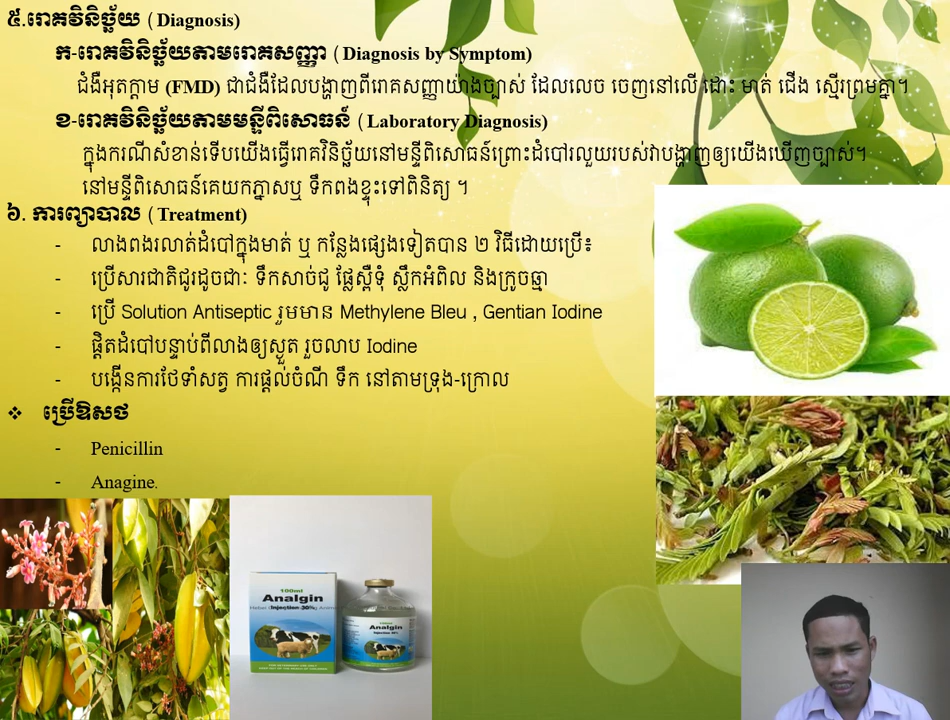 ៥.រោគវិនិច្ឆ័យ (Diagnosis)
ក-រោគវិនិច្ឆ័យតាមរោគសញ្ញា (Diagnosis by Symptom)
ជំងឺអុតក្តាម (FMD) ជាជំងឺដែលបង្ហាញពីរោគសញ្ញាយ៉ាងច្បាស់ ដែលលេច ចេញនៅលើ ដោះ មាត់ ជើង ស្មើរព្រមគ្នា។
ខ-រោគវិនិច្ឆ័យតាមមន្ទីពិសោធន៍ (Laboratory Diagnosis)
ក្នុងករណីសំខាន់ទើបយើងធ្វើរោគវិនិច្ឆ័យនៅមន្ទីពិសោធន៍ព្រោះដំបៅរលួយរបស់វាបង្ហាញឲ្យយើងឃើញច្បាស់។
នៅមន្ទីពិសោធន៍គេយកភ្នាសឬ ទឹកពងខ្ទុះទៅពិនិត្យ ។
៦. ការព្យាបាល (Treatment)
- លាងពងរលាត់ដំបៅក្នុងមាត់ ឬ កន្លែងផ្សេងទៀតបាន ២ វិធីដោយប្រើ៖
- ប្រើសារជាតិជូរដូចជា: ទឹកសាច់ជូ ផ្លែស្ពឺទុំ ស្លឹកអំពិល និងក្រូចឆ្មា
- ប្រើ Solution Antiseptic រួមមាន Methylene Bleu , Gentian Iodine
- ផ្តិតដំបៅបន្ទាប់ពីលាងឲ្យស្ងួត រួចលាប Iodine
- បង្កើនការថែទាំសត្វ ការផ្តល់ចំណី ទឹក នៅតាមទ្រុង-ក្រោល
❖ ប្រើឱសថ
- Penicillin
- Anagine.
100ml
Analgin
Injection 30%
Analgin